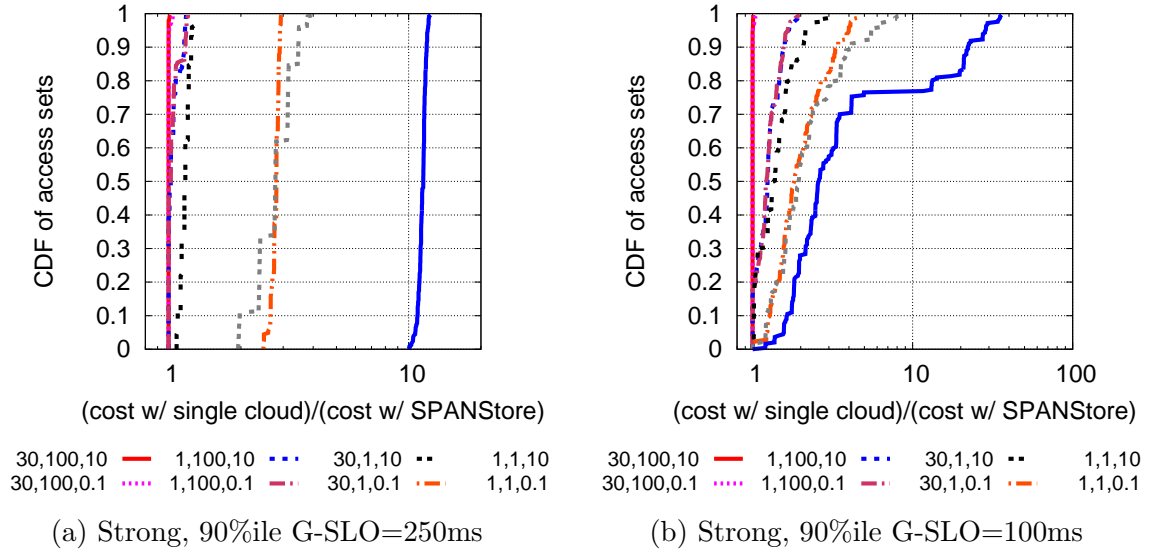 1
0.9
0.8
0.7
0.6
0.5
0.4
0.3
0.2
0.1
0
CDF of access sets
1 10
(cost w/ single cloud)/(cost w/ SPANStore)
30,100,10 1,100,10 30,1,10 1,1,10
30,100,0.1 1,100,0.1 30,1,0.1 1,1,0.1
(a) Strong, 90%ile G-SLO=250ms
1
0.9
0.8
0.7
0.6
0.5
0.4
0.3
0.2
0.1
0
CDF of access sets
1 10 100
(cost w/ single cloud)/(cost w/ SPANStore)
30,100,10 1,100,10 30,1,10 1,1,10
30,100,0.1 1,100,0.1 30,1,0.1 1,1,0.1
(b) Strong, 90%ile G-SLO=100ms